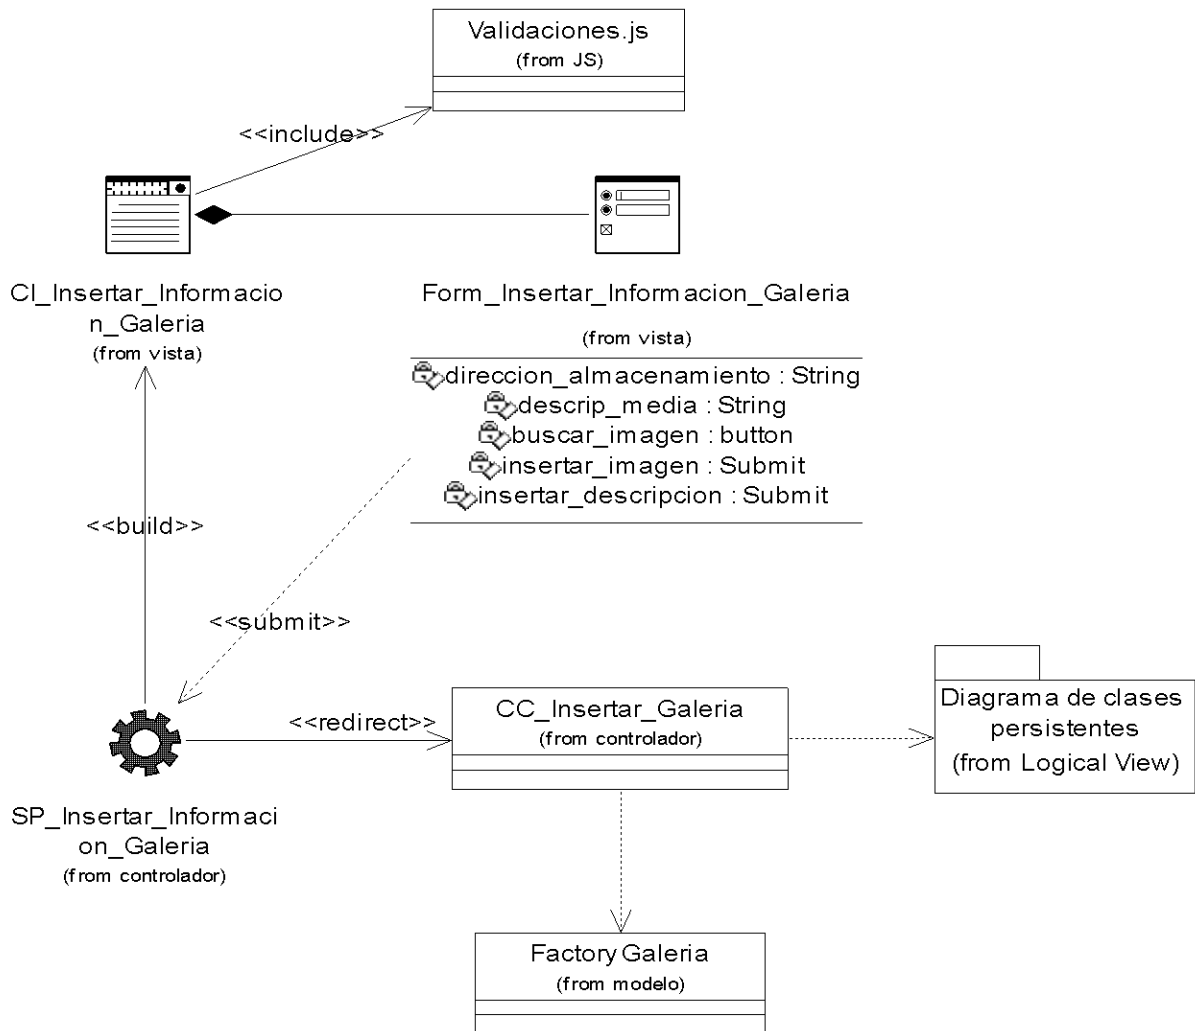 Validaciones.js
(from JS)
<<include>>
CI_Insertar_Informacio
n_Galeria
(from vista)
Form_Insertar_Informacion_Galeria
(from vista)
direccion_almacenamiento : String
descrip_media : String
buscar_imagen : button
insertar_imagen : Submit
insertar_descripcion : Submit
<<build>>
<<submit>>
<<redirect>>
CC_Insertar_Galeria
(from controlador)
Diagrama de clases
persistentes
(from Logical View)
SP_Insertar_Informaci
on_Galeria
(from controlador)
Factory Galeria
(from modelo)